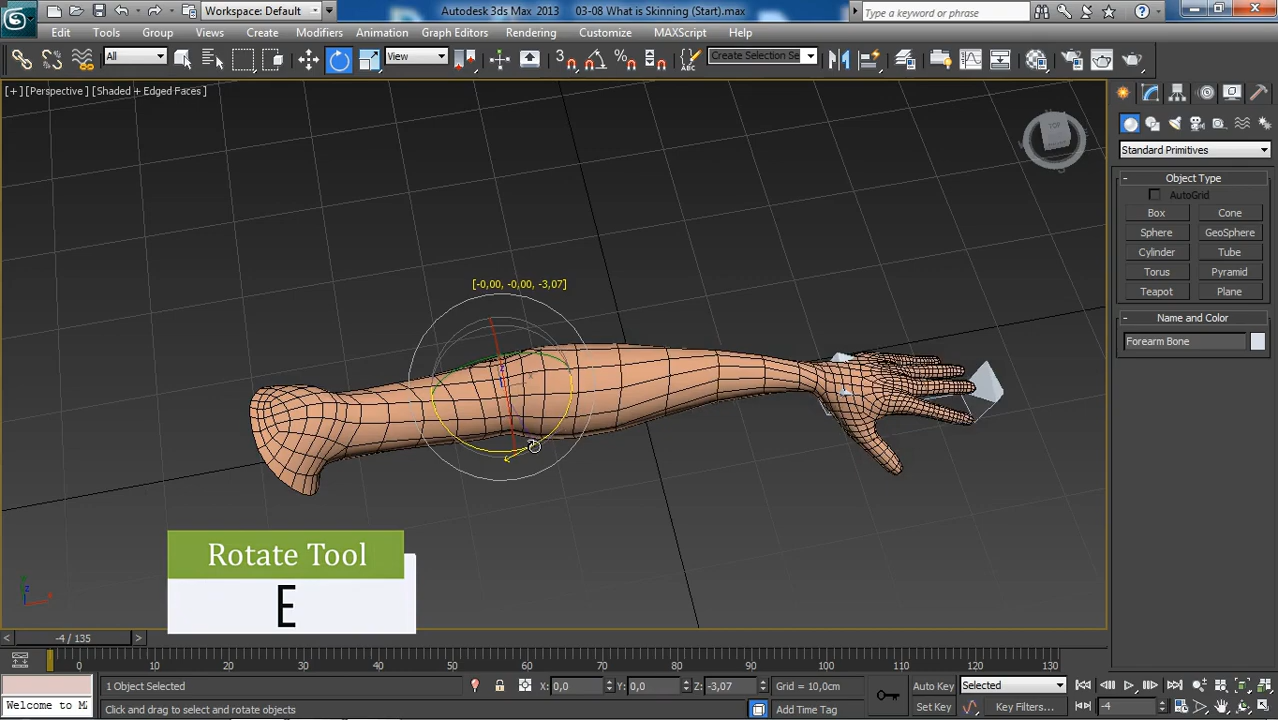 Workspace: Default
Autodesk 3ds Max 2013
03-08 What is Skinning (Start).max
Type a keyword or phrase
Edit Tools Group Views Create Modifiers Animation Graph Editors Rendering Customize MAXScript Help
All
View
Create Selection Se
[+] [Perspective] [Shaded + Edged Faces]
TOP
Standard Primitives
- Object Type
AutoGrid
Box Cone
Sphere GeoSphere
Cylinder Tube
Torus Pyramid
Teapot Plane
- Name and Color
Forearm Bone
[-0,00, -0,00, -3,07]
Rotate Tool
E
< -4 / 135 >
0 10 20 30 40 50 60 70 80 90 100 110 120 130
1 Object Selected
X: 0,0 Y: 0,0 Z: -3,07
Grid = 10,0cm
Auto Key Selected
-4
Welcome to M
Click and drag to select and rotate objects
Add Time Tag
Set Key Key Filters...